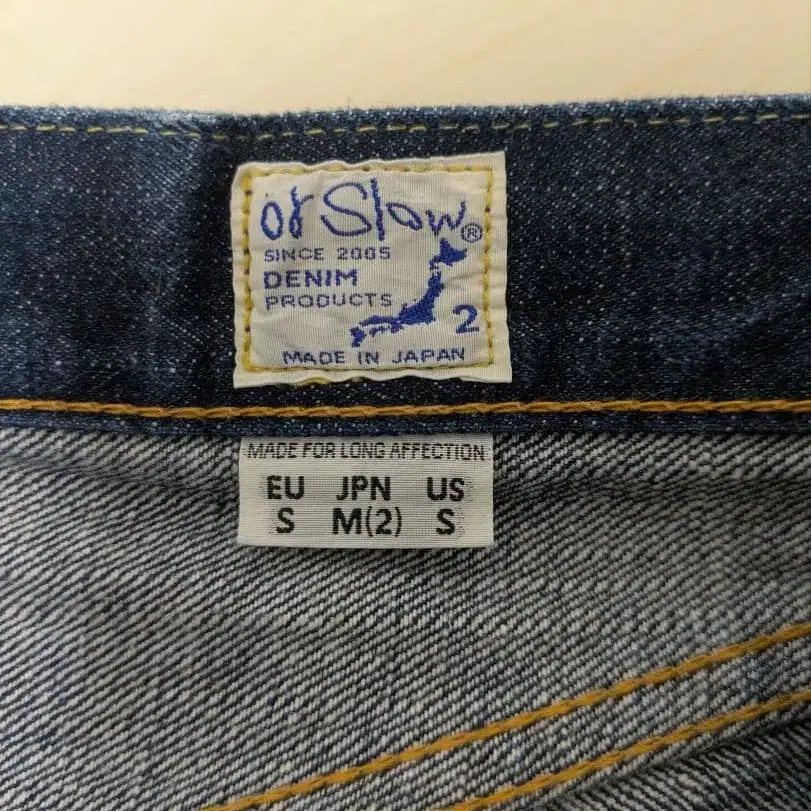 or Slow®
SINCE 2005
DENIM
PRODUCTS
2
MADE IN JAPAN
MADE FOR LONG AFFECTION
EU JPN US
S M(2) S